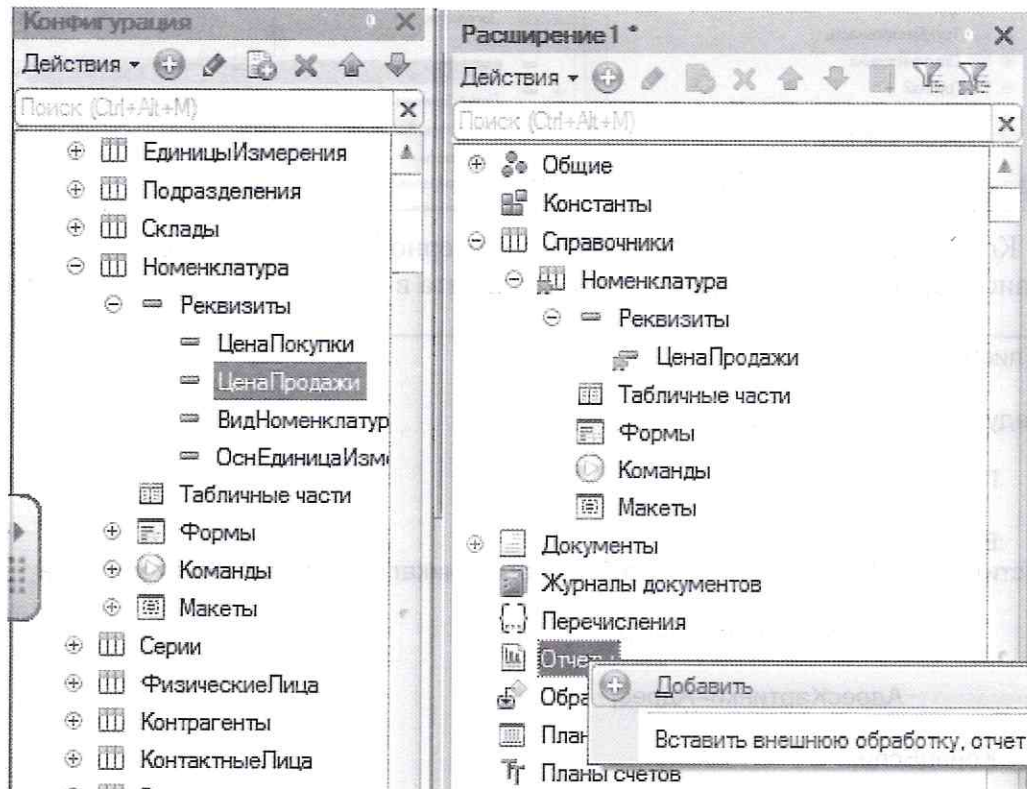 Конфигурация
Действия
Поиск (Ctrl+Alt+M)
ЕдиницыИзмерения
Подразделения
Склады
Номенклатура
Реквизиты
ЦенаПокупки
ЦенаПродажи
ВидНоменклатур
ОснЕдиницаИзме
Табличные части
Формы
Команды
Макеты
Серии
ФизическиеЛица
Контрагенты
КонтактныеЛица
Расширение1 *
Действия
Поиск (Ctrl+Alt+M)
Общие
Константы
Справочники
Номенклатура
Реквизиты
ЦенаПродажи
Табличные части
Формы
Команды
Макеты
Документы
Журналы документов
Перечисления
Отчеты
Добавить
Обра
План
Вставить внешнюю обработку, отчет
Планы счетов